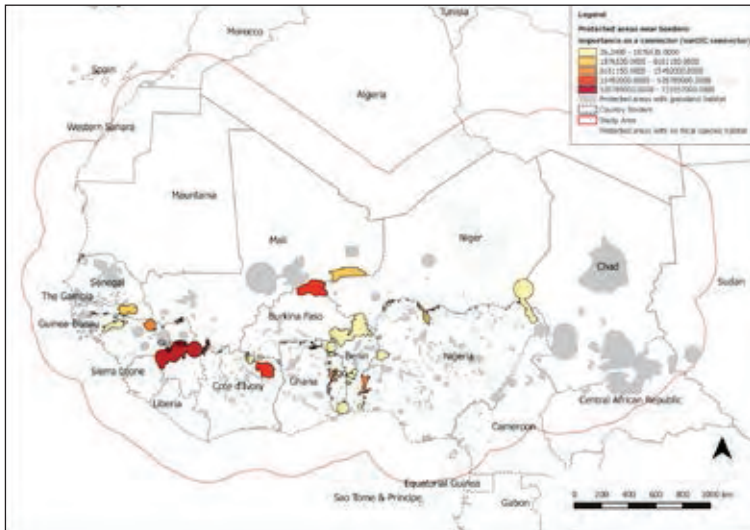 Tunisia
Morocco
Spain
Algeria
Western Sahara
Legend
Protected areas near borders:
Importance as a connector
Protected areas with grassland habitat
Country borders
Study Area
Protected areas with no focal species habitat
Mauritania
Mali
Niger
Chad
Sudan
Senegal
The Gambia
Guinea-Bissau
Burkina Faso
Benin
Nigeria
Sierra Leone
Cote d'Ivory
Ghana
Liberia
Central African Republic
Cameroon
Equatorial Guinea
Sao Tome & Principe
Gabon
0 200 400 600 800 1000 km